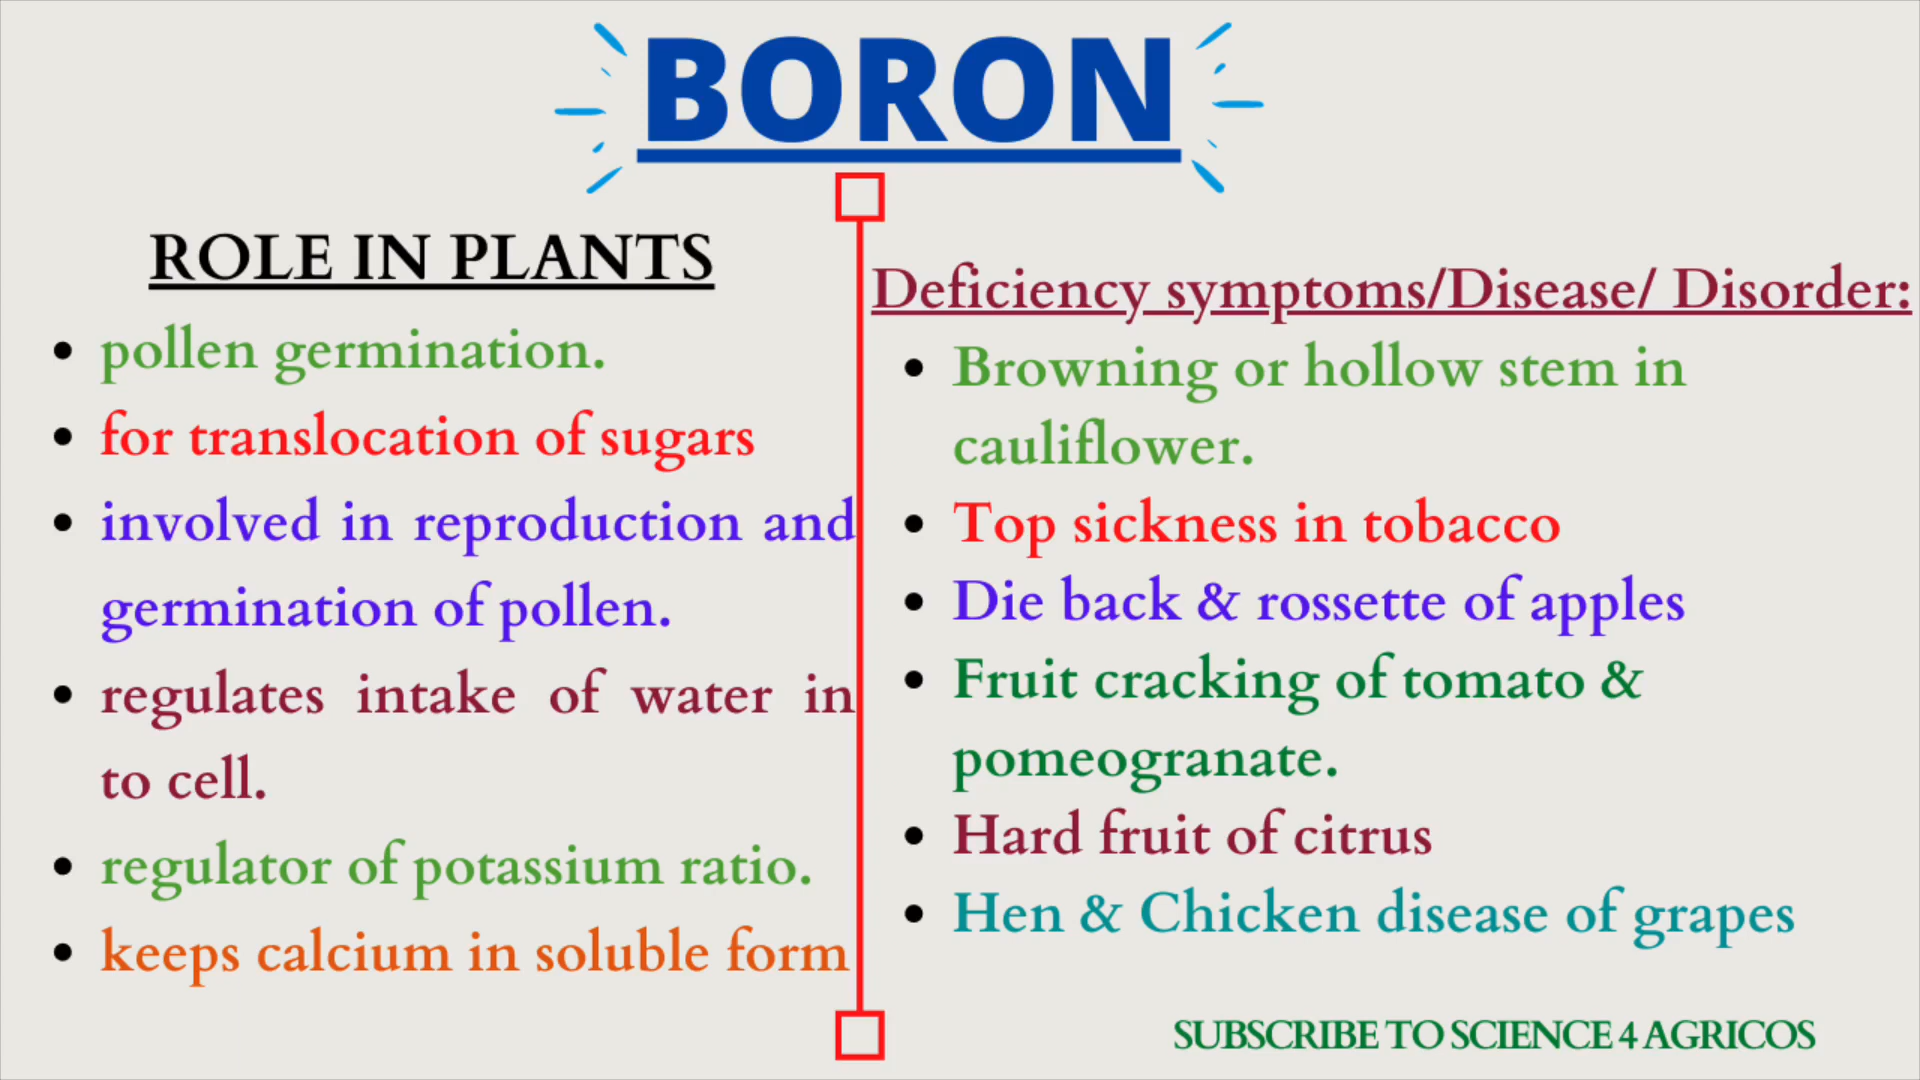 BORON
ROLE IN PLANTS
pollen germination.
for translocation of sugars
involved in reproduction and
germination of pollen.
regulates intake of water in
to cell.
regulator of potassium ratio.
keeps calcium in soluble form
Deficiency symptoms/Disease/ Disorder:
Browning or hollow stem in
cauliflower.
Top sickness in tobacco
Die back & rossette of apples
Fruit cracking of tomato &
pomeogranate.
Hard fruit of citrus
Hen & Chicken disease of grapes
SUBSCRIBE TO SCIENCE 4 AGRICOS